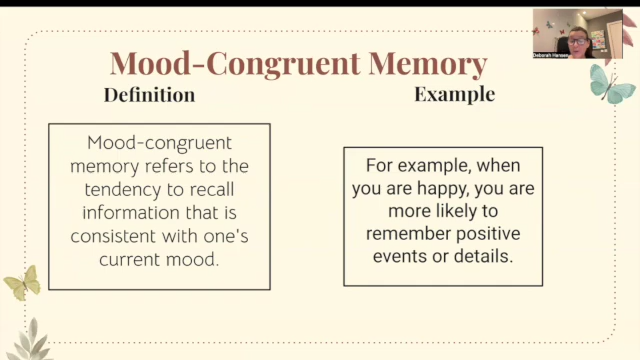 Mood-Congruent Memory
Definition
Mood-congruent
memory refers to the
tendency to recall
information that is
consistent with one's
current mood.
Example
For example, when
you are happy, you are
more likely to
remember positive
events or details.
Deborah Hansen